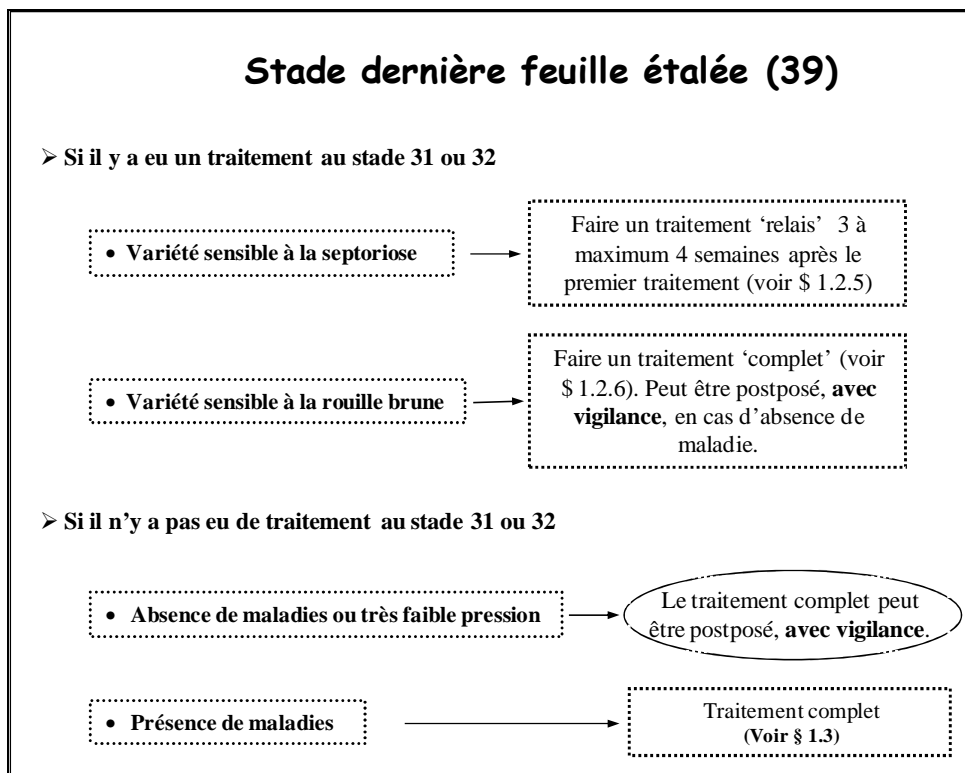 Stade dernière feuille étalée (39)
➢ Si il y a eu un traitement au stade 31 ou 32
• Variété sensible à la septoriose
Faire un traitement ‘relais’ 3 à
maximum 4 semaines après le
premier traitement (voir $ 1.2.5)
• Variété sensible à la rouille brune
Faire un traitement ‘complet’ (voir
$ 1.2.6). Peut être postposé, avec
vigilance, en cas d’absence de
maladie.
➢ Si il n’y a pas eu de traitement au stade 31 ou 32
• Absence de maladies ou très faible pression
Le traitement complet peut
être postposé, avec vigilance.
• Présence de maladies
Traitement complet
(Voir § 1.3)